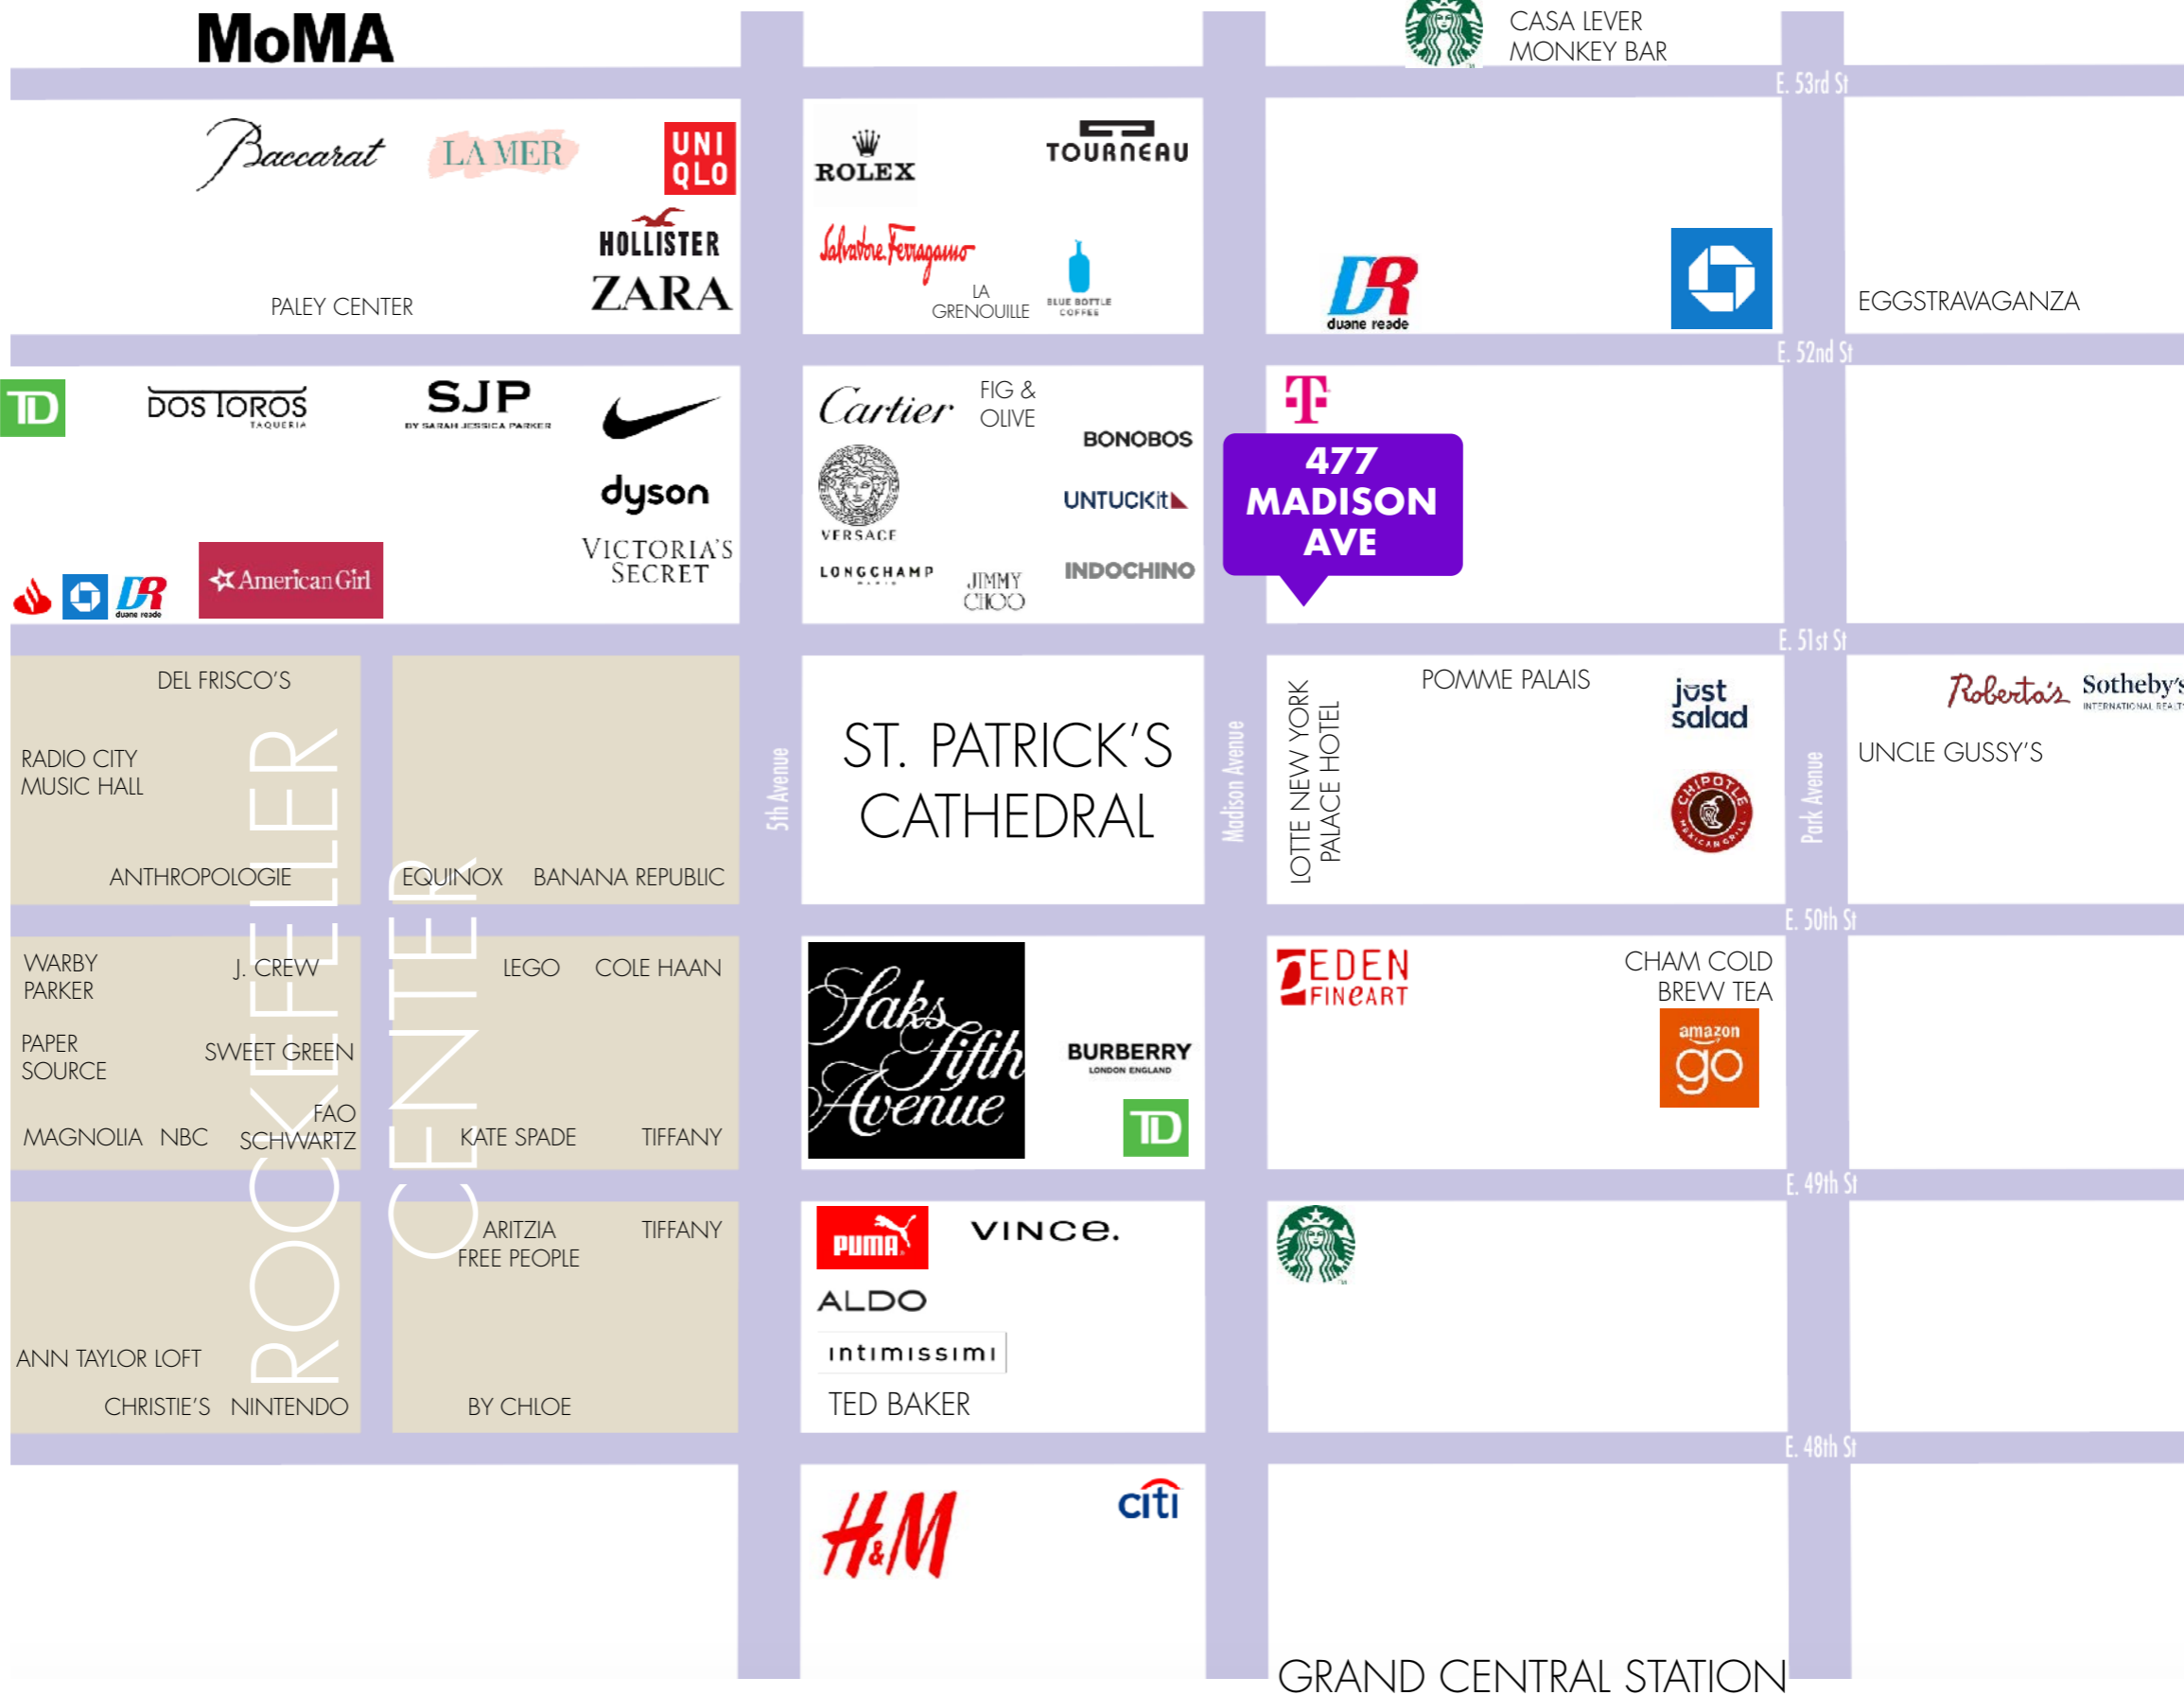 MoMA
CASA LEVER
MONKEY BAR
E. 53rd St
Baccarat
LA MER
UNI
QLO
HOLLISTER
ZARA
PALEY CENTER
ROLEX
TOURNEAU
Salvatore Ferragamo
LA
GRENOUILLE
BLUE BOTTLE
COFFEE
DR
duane reade
EGGSTRAVAGANZA
E. 52nd St
TD
DOS TOROS
TAQUERIA
SJP
BY SARAH JESSICA PARKER
dyson
VICTORIA'S
SECRET
DR
duane reade
American Girl
Cartier
FIG &
OLIVE
BONOBOS
VERSACE
UNTUCKit
LONGCHAMP
JIMMY
CHOO
INDOCHINO
T
477
MADISON
AVE
E. 51st St
DEL FRISCO'S
RADIO CITY
MUSIC HALL
ANTHROPOLOGIE
EQUINOX
BANANA REPUBLIC
ROCKEFELLER
CENTER
5th Avenue
ST. PATRICK'S
CATHEDRAL
Madison Avenue
LOTTE NEW YORK
PALACE HOTEL
POMME PALAIS
just
salad
CHIPOTLE
MEXICAN GRILL
Park Avenue
Roberta's
Sotheby's
INTERNATIONAL REALTY
UNCLE GUSSY'S
E. 50th St
WARBY
PARKER
J. CREW
LEGO
COLE HAAN
PAPER
SOURCE
SWEET GREEN
MAGNOLIA
NBC
FAO
SCHWARTZ
KATE SPADE
TIFFANY
Saks
Fifth
Avenue
BURBERRY
LONDON ENGLAND
TD
EDEN
FINEART
CHAM COLD
BREW TEA
amazon
go
E. 49th St
ARITZIA
FREE PEOPLE
TIFFANY
ANN TAYLOR LOFT
CHRISTIE'S
NINTENDO
BY CHLOE
PUMA
VINCE.
ALDO
intimissimi
TED BAKER
E. 48th St
H&M
citi
GRAND CENTRAL STATION